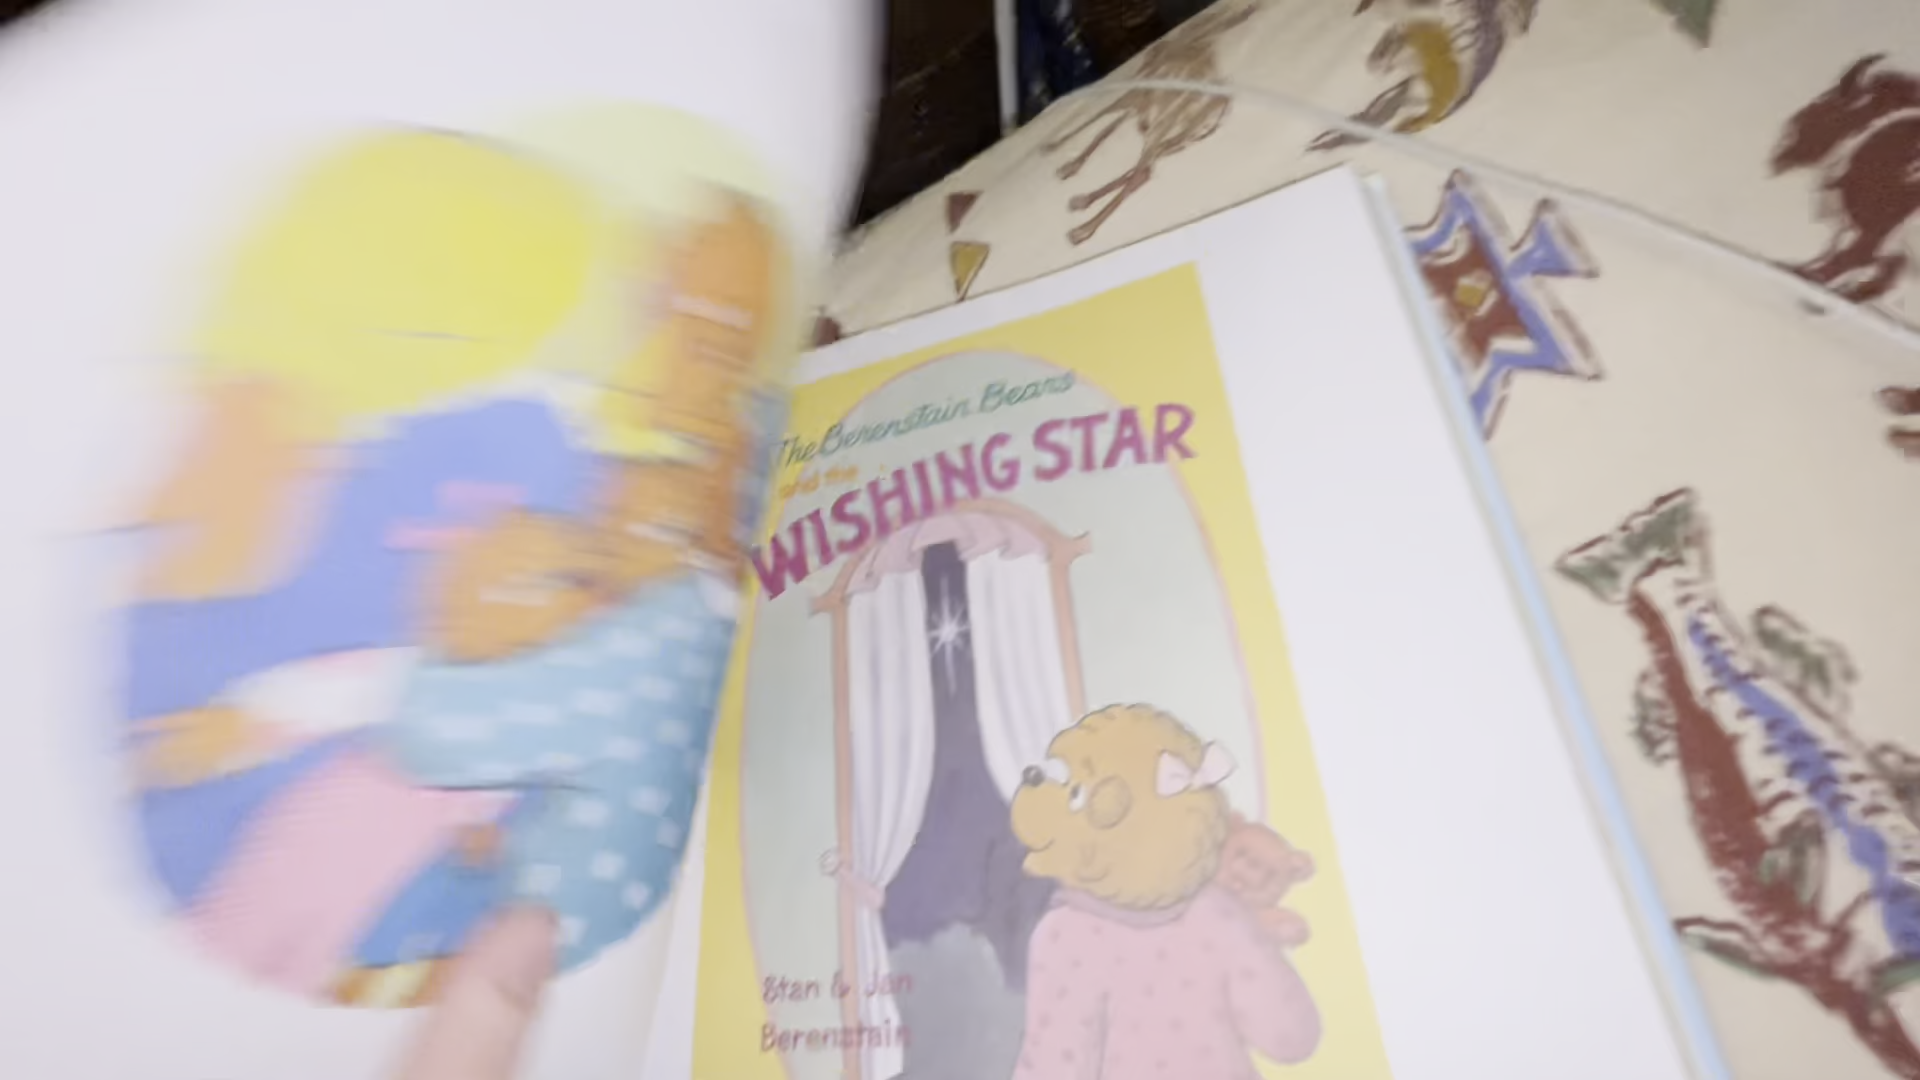 The Berenstain Bears
and the
WISHING STAR
Stan & Jan
Berenstain